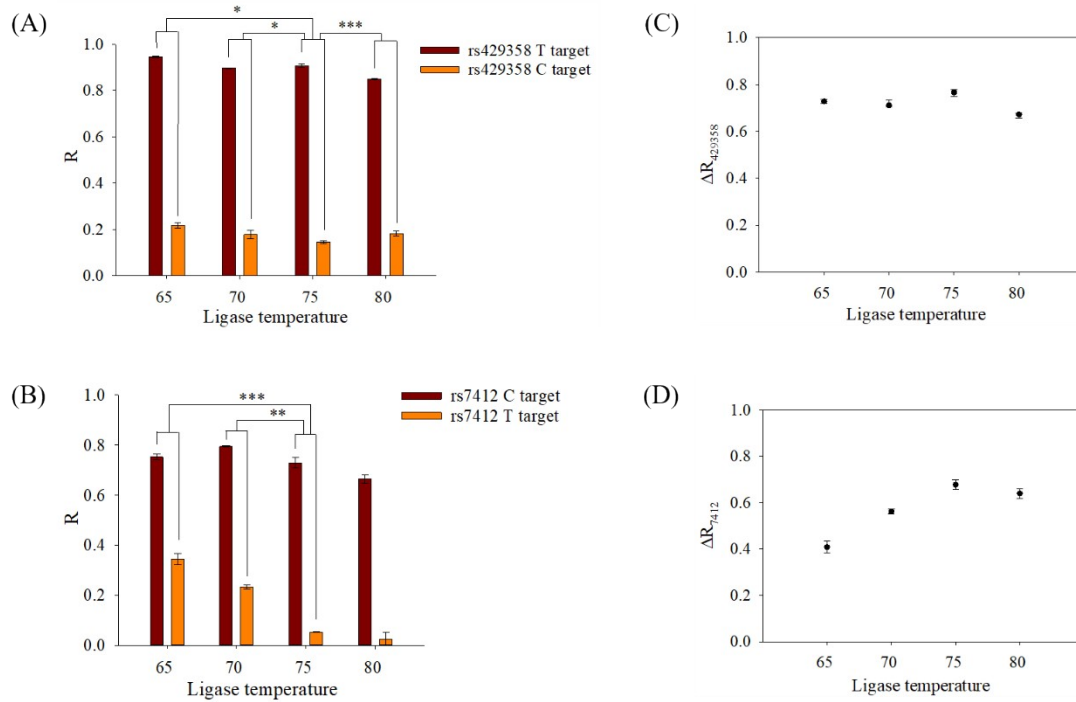 (A)
* * ***
1.0
0.8
0.6
0.4
0.2
0.0
R
65 70 75 80
Ligase temperature
rs429358 T target
rs429358 C target
(C)
1.0
0.8
0.6
0.4
0.2
0.0
ΔR429358
65 70 75 80
Ligase temperature
(B)
***
**
1.0
0.8
0.6
0.4
0.2
0.0
R
65 70 75 80
Ligase temperature
rs7412 C target
rs7412 T target
(D)
1.0
0.8
0.6
0.4
0.2
0.0
ΔR7412
65 70 75 80
Ligase temperature